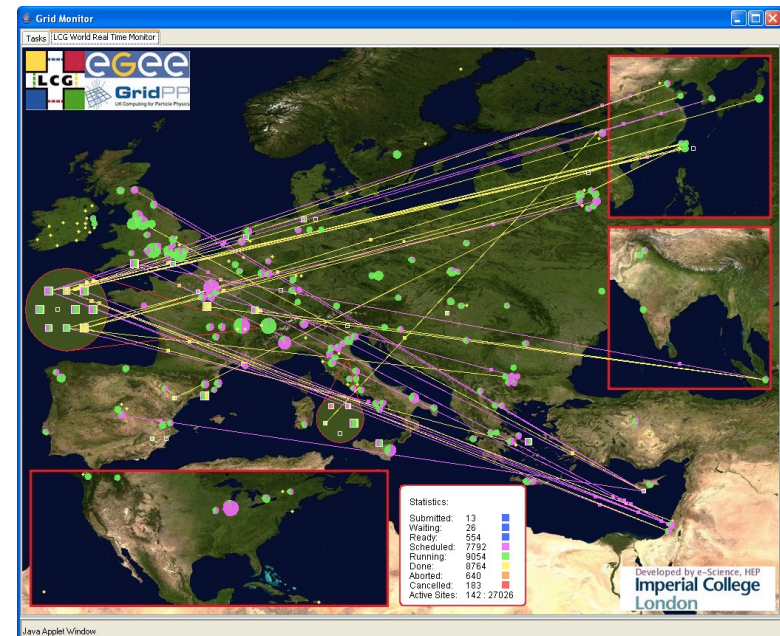 Grid Monitor
Tasks
LCG World Real Time Monitor
LCG
eGee
GridPP
UK Computing for Particle Physics
Statistics:
Submitted: 13
Waiting: 26
Ready: 554
Scheduled: 7792
Running: 9054
Done: 8764
Aborted: 640
Cancelled: 183
Active Sites: 142 : 27026
Developed by e-Science, HEP
Imperial College
London
Java Applet Window